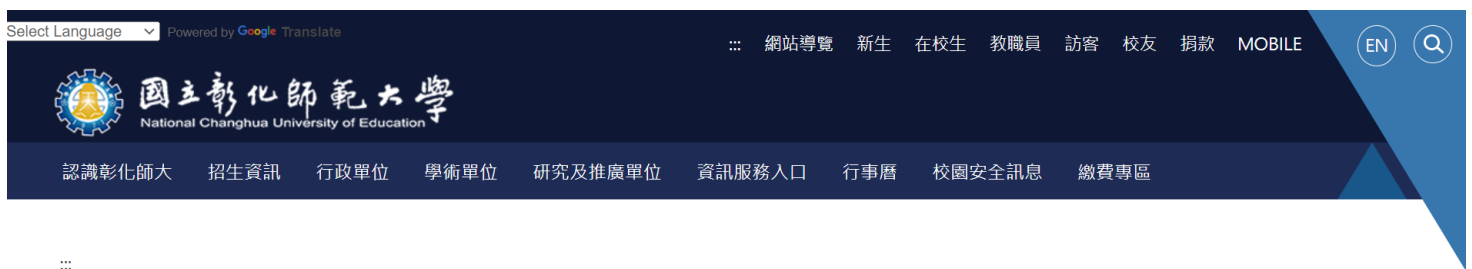 Select Language Powered by Google Translate
::: 網站導覽 新生 在校生 教職員 訪客 校友 捐款 MOBILE EN
國立彰化師範大學
National Changhua University of Education
認識彰化師大 招生資訊 行政單位 學術單位 研究及推廣單位 資訊服務入口 行事曆 校園安全訊息 繳費專區
:::